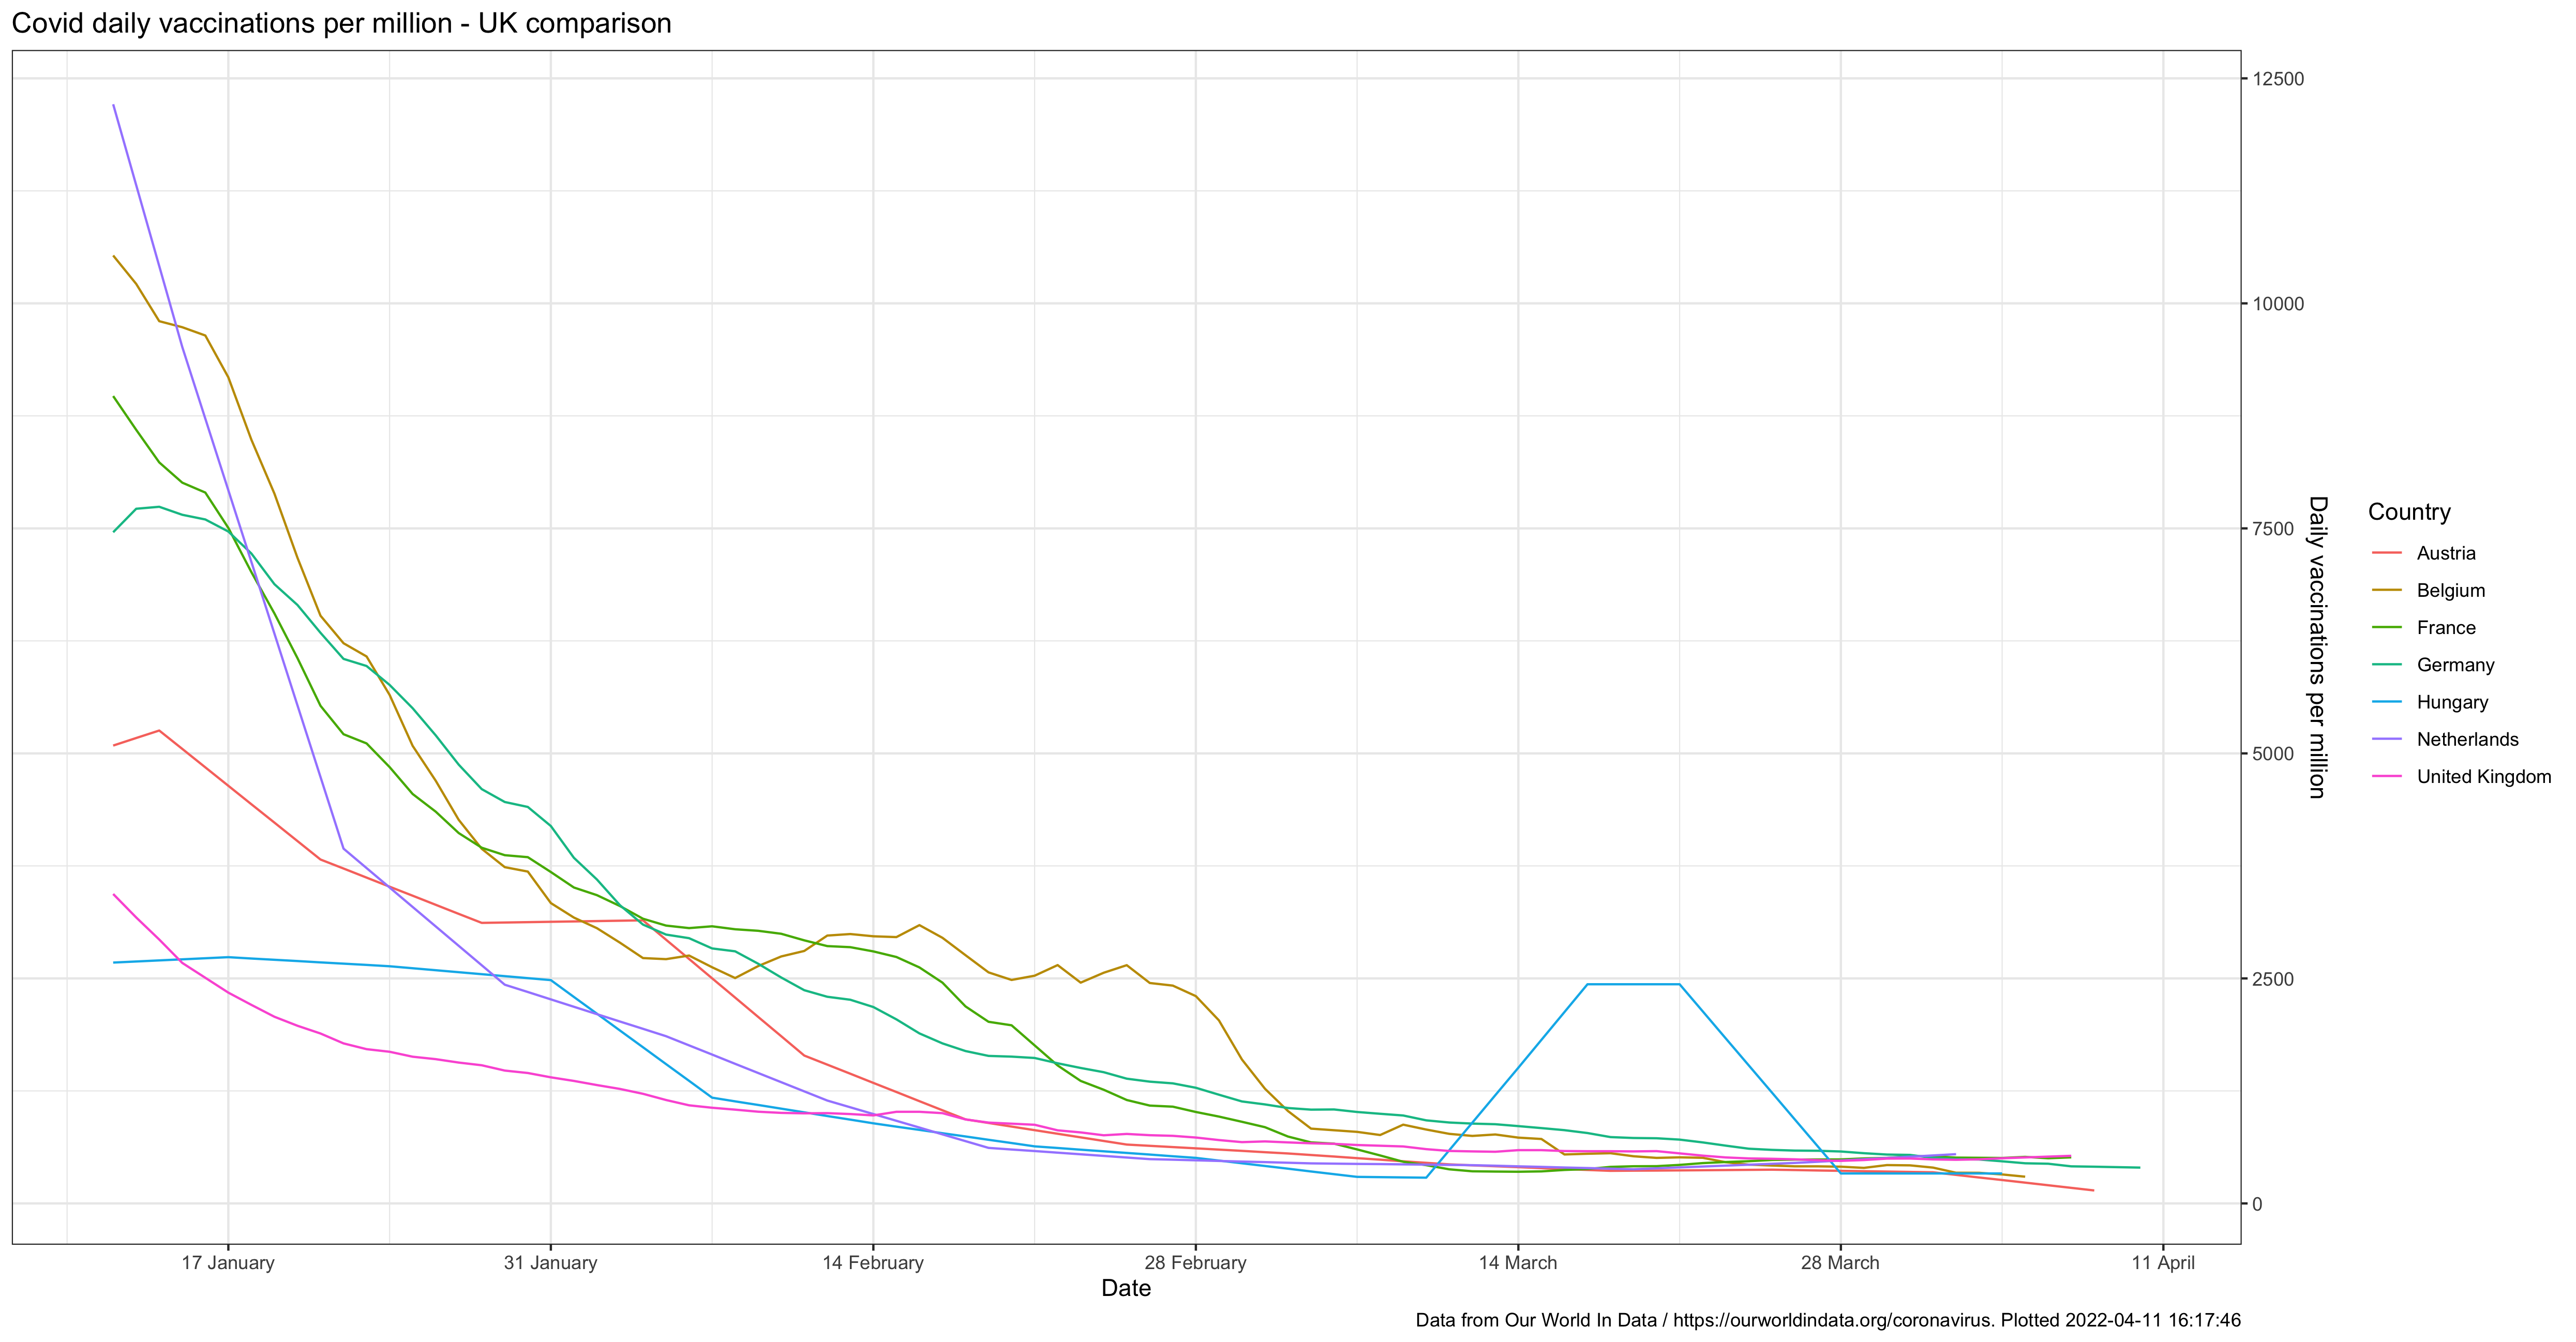 Covid daily vaccinations per million - UK comparison
12500
10000
7500
5000
2500
0
Daily vaccinations per million
Country
Austria
Belgium
France
Germany
Hungary
Netherlands
United Kingdom
17 January
31 January
14 February
28 February
14 March
28 March
11 April
Date
Data from Our World In Data / https://ourworldindata.org/coronavirus. Plotted 2022-04-11 16:17:46